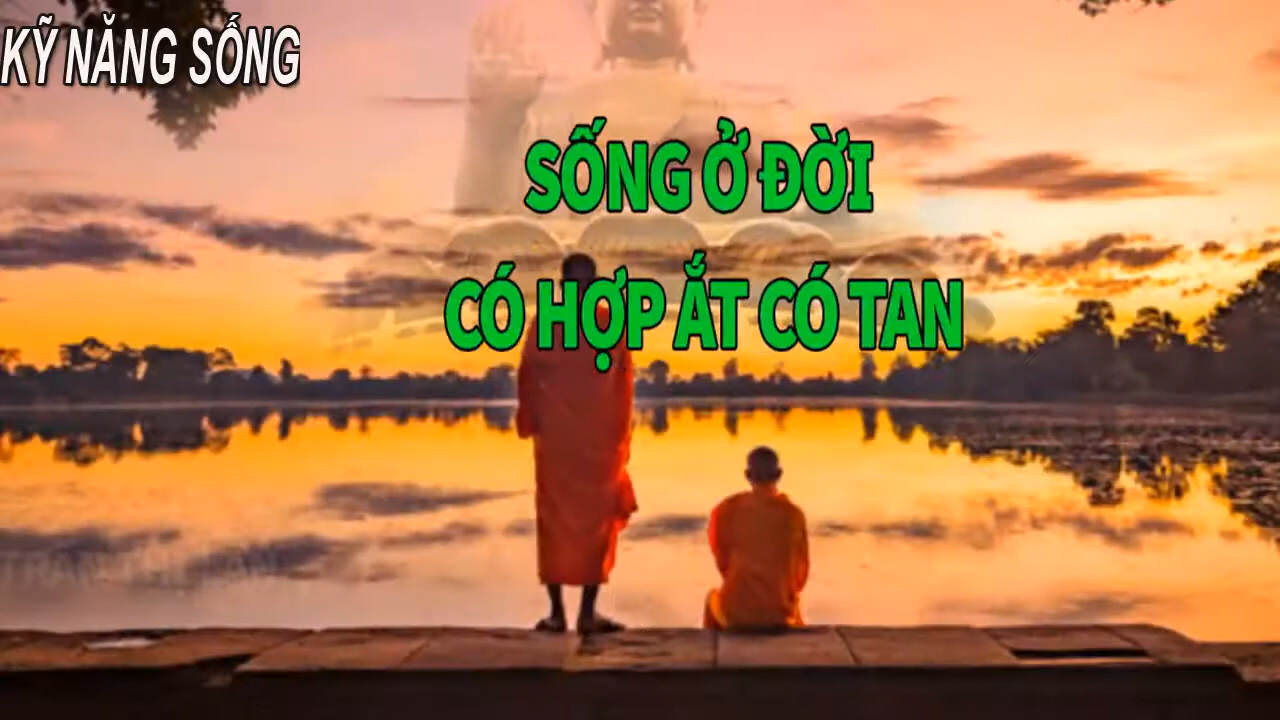 KỸ NĂNG SỐNG
SỐNG Ở ĐỜI
CÓ HỢP ẮT CÓ TAN